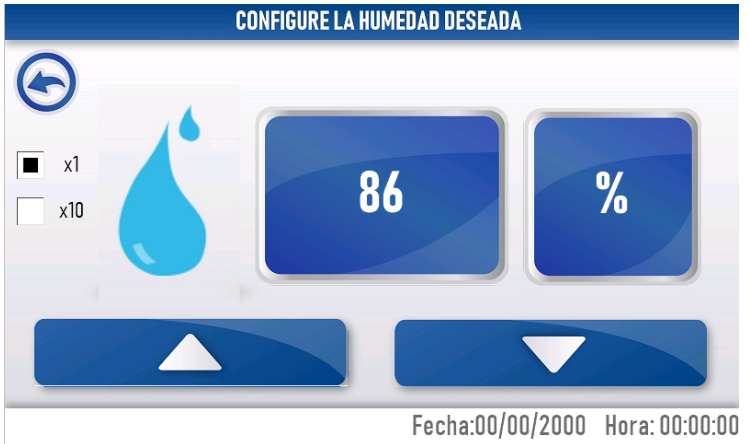 CONFIGURE LA HUMEDAD DESEADA
x1
x10
86
%
Fecha:00/00/2000 Hora: 00:00:00